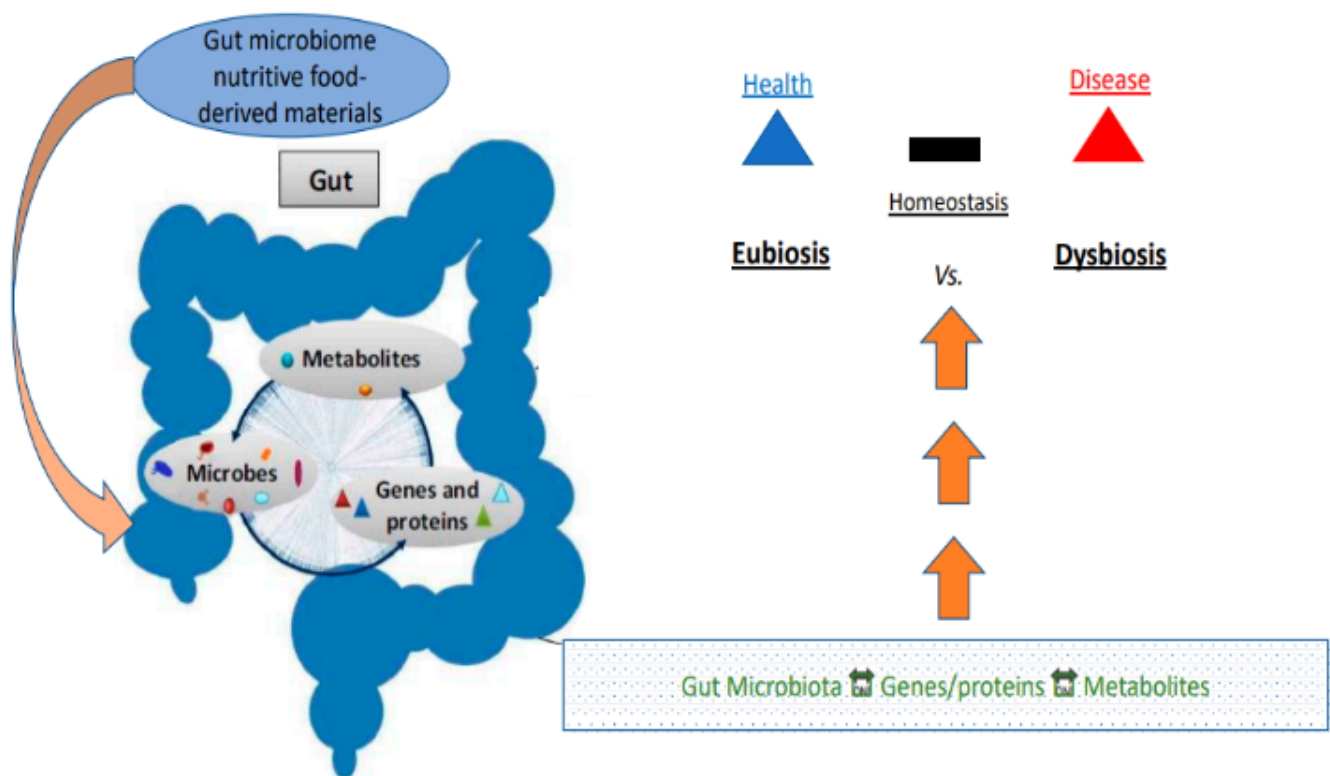 Gut microbiome
nutritive food-
derived materials
Gut
Metabolites
Microbes
Genes and
proteins
Health
Disease
Homeostasis
Eubiosis
Dysbiosis
Vs.
Gut Microbiota Genes/proteins Metabolites